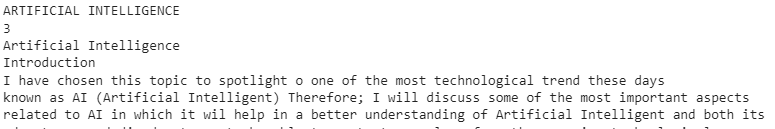 ARTIFICIAL INTELLIGENCE
3
Artificial Intelligence
Introduction
I have chosen this topic to spotlight o one of the most technological trend these days
known as AI (Artificial Intelligent) Therefore; I will discuss some of the most important aspects
related to AI in which it wil help in a better understanding of Artificial Intelligent and both its